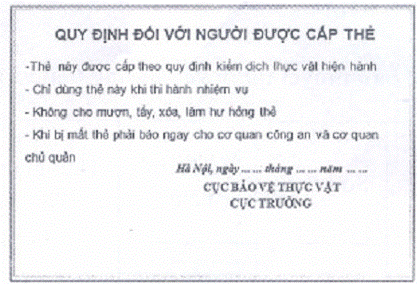 QUY ĐỊNH ĐỐI VỚI NGƯỜI ĐƯỢC CẤP THẺ
-Thẻ này được cấp theo quy định kiểm dịch thực vật hiện hành
- Chỉ dùng thẻ này khi thi hành nhiệm vụ
- Không cho mượn, tẩy, xóa, làm hư hỏng thẻ
- Khi bị mất thẻ phải báo ngay cho cơ quan công an và cơ quan
chủ quản
Hà Nội, ngày ... ... tháng ... ... năm ... ...
CỤC BẢO VỆ THỰC VẬT
CỤC TRƯỞNG